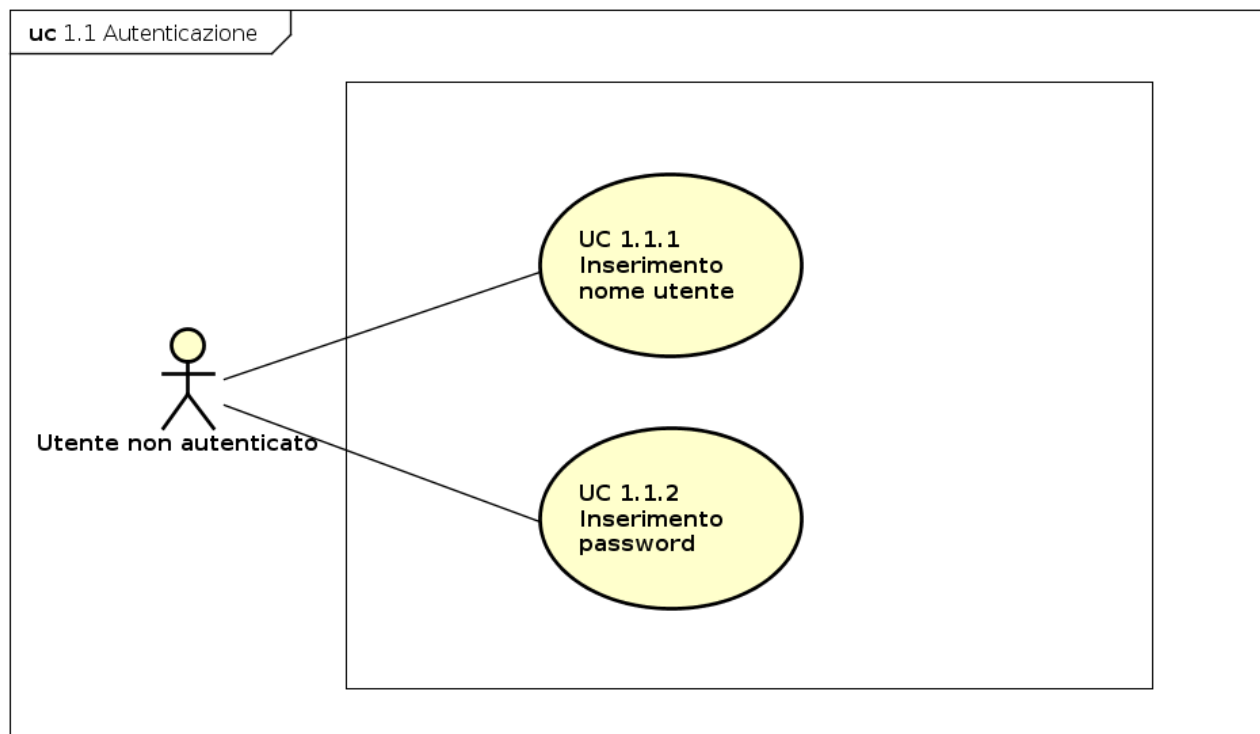 uc 1.1 Autenticazione
UC 1.1.1
Inserimento
nome utente
Utente non autenticato
UC 1.1.2
Inserimento
password